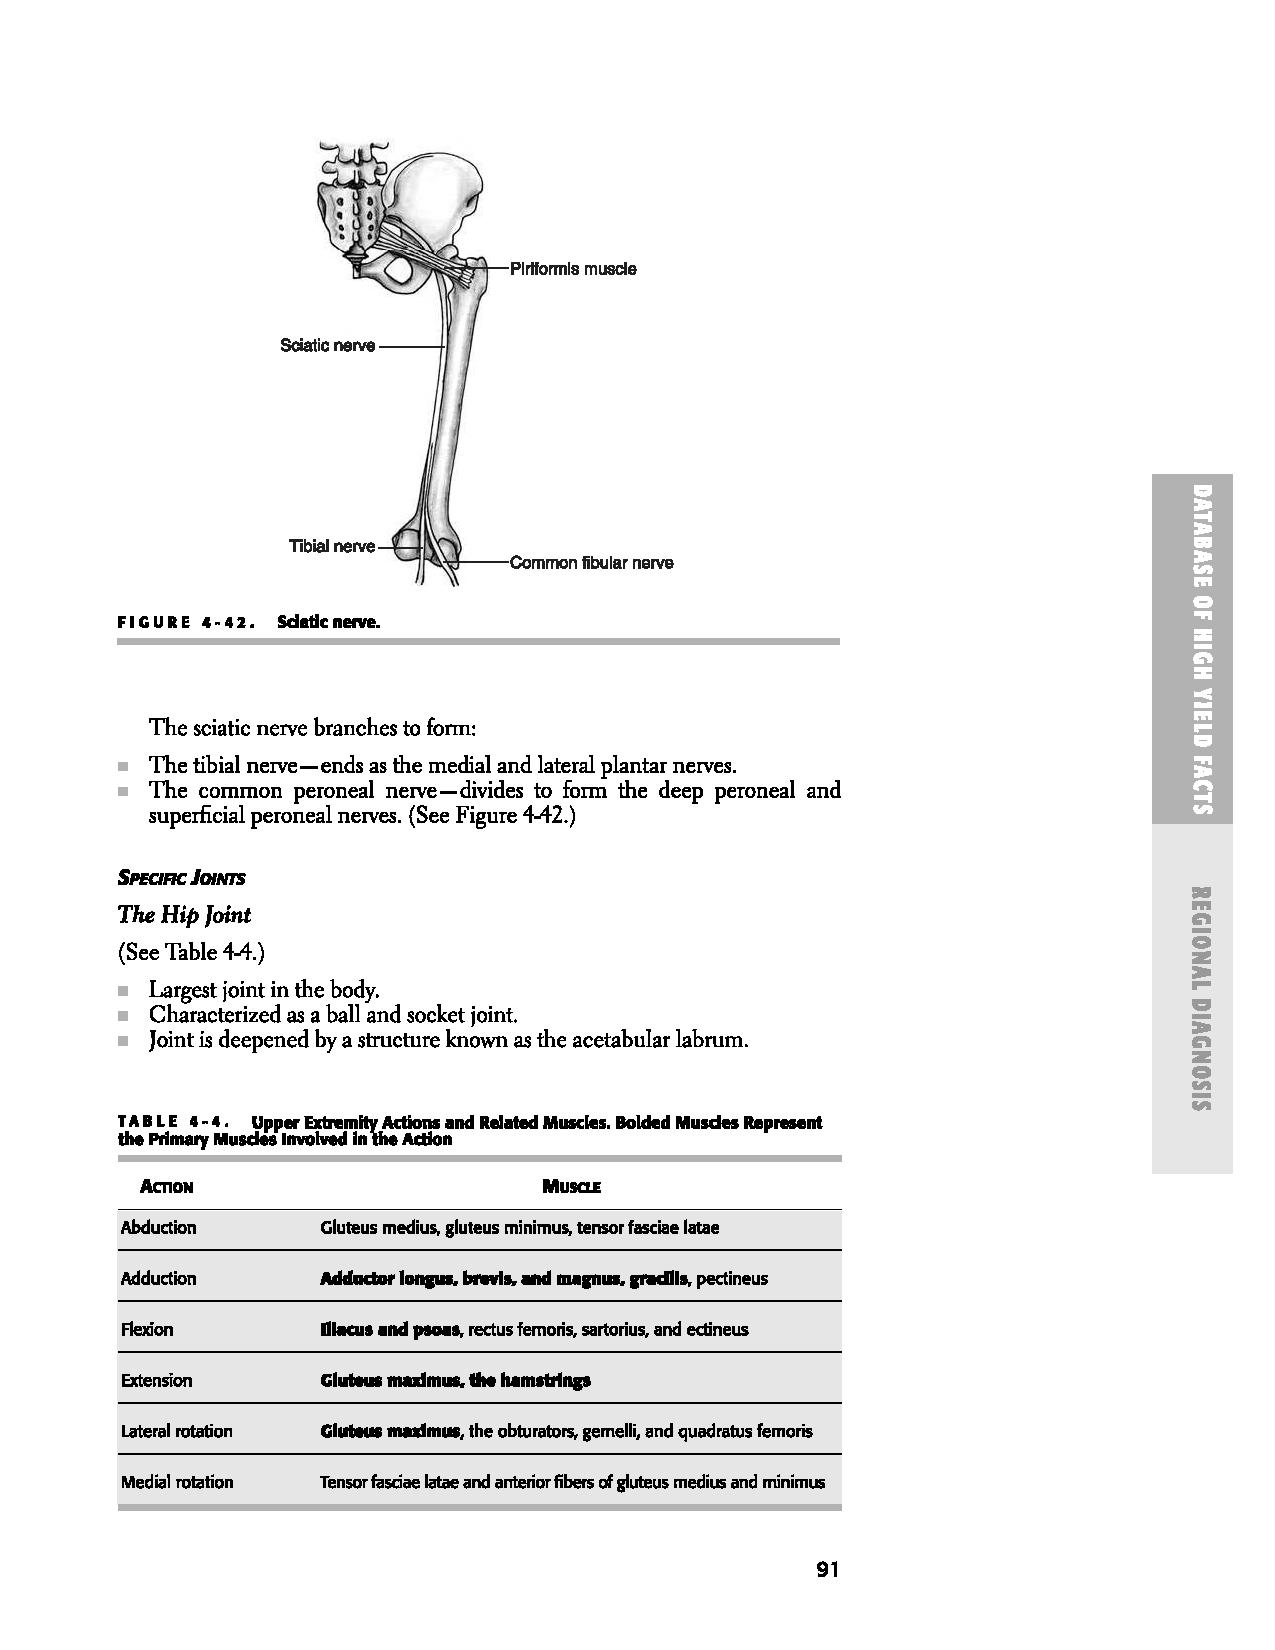 Piriformis muscle
Sciatic nerve
Tibial nerve
Common fibular nerve
FIGURE 4-42. Sciatic nerve.
The sciatic nerve branches to form:
■ The tibial nerve—ends as the medial and lateral plantar nerves.
■ The common peroneal nerve—divides to form the deep peroneal and
superficial peroneal nerves. (See Figure 4-42.)
SPECIFIC JOINTS
The Hip Joint
(See Table 4-4.)
■ Largest joint in the body.
■ Characterized as a ball and socket joint.
■ Joint is deepened by a structure known as the acetabular labrum.
TABLE 4-4. Upper Extremity Actions and Related Muscles. Bolded Muscles Represent
the Primary Muscles Involved in the Action
ACTION MUSCLE
Abduction Gluteus medius, gluteus minimus, tensor fasciae latae
Adduction Adductor longus, brevis, and magnus, gracilis, pectineus
Flexion Iliacus and psoas, rectus femoris, sartorius, and ectineus
Extension Gluteus maximus, the hamstrings
Lateral rotation Gluteus maximus, the obturators, gemelli, and quadratus femoris
Medial rotation Tensor fasciae latae and anterior fibers of gluteus medius and minimus
91
DATABASE OF HIGH YIELD FACTS
REGIONAL DIAGNOSIS